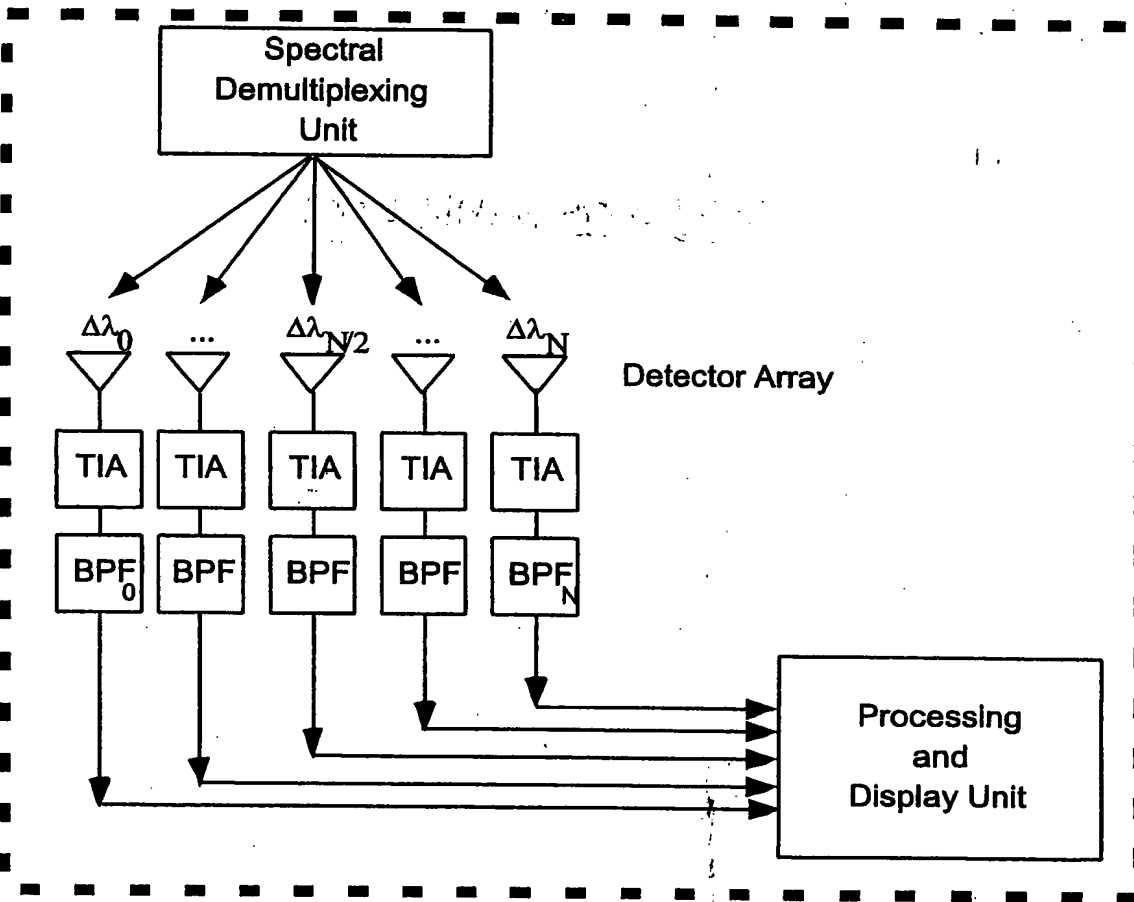 Spectral
Demultiplexing
Unit
Δλ0 ... ΔλN/2 ... ΔλN
Detector Array
TIA TIA TIA TIA TIA
BPF0 BPF BPF BPF BPFN
Processing
and
Display Unit